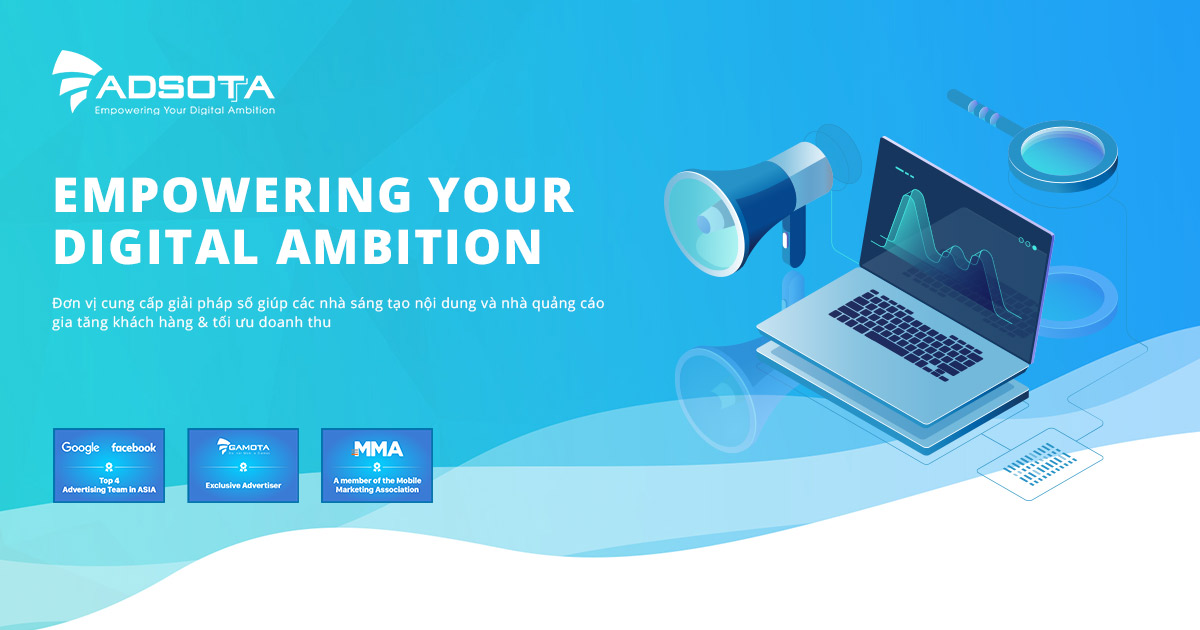 ADSOTA
Empowering Your Digital Ambition
EMPOWERING YOUR
DIGITAL AMBITION
Đơn vị cung cấp giải pháp số giúp các nhà sáng tạo nội dung và nhà quảng cáo
gia tăng khách hàng & tối ưu doanh thu
Google facebook
Top 4
Advertising Team in ASIA
GAMOTA
Exclusive Advertiser
MMA
A member of the Mobile
Marketing Association